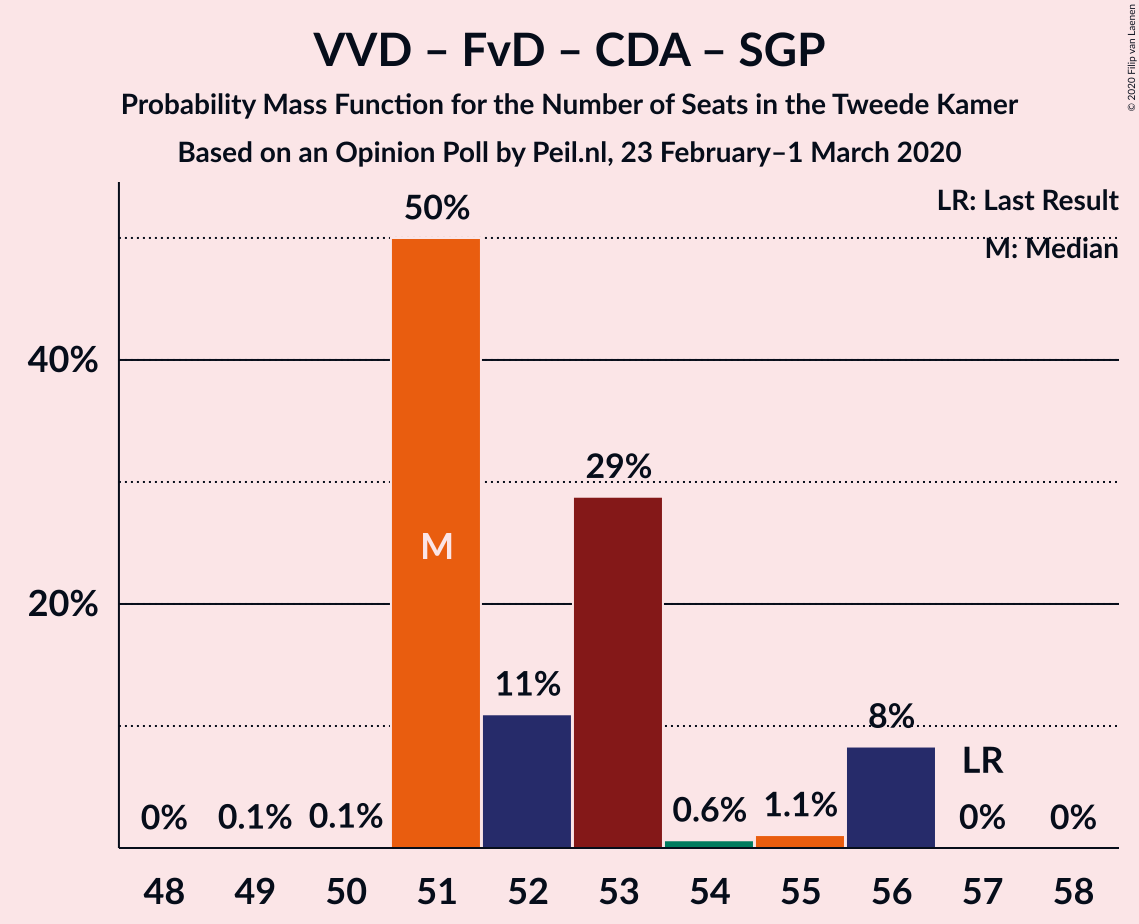 VVD – FvD – CDA – SGP
Probability Mass Function for the Number of Seats in the Tweede Kamer
Based on an Opinion Poll by Peil.nl, 23 February–1 March 2020
© 2020 Filip van Laenen
LR: Last Result
M: Median
50%
40%
29%
M
20%
11%
8%
LR
0% 0.1% 0.1% 0.6% 1.1% 0% 0%
48 49 50 51 52 53 54 55 56 57 58